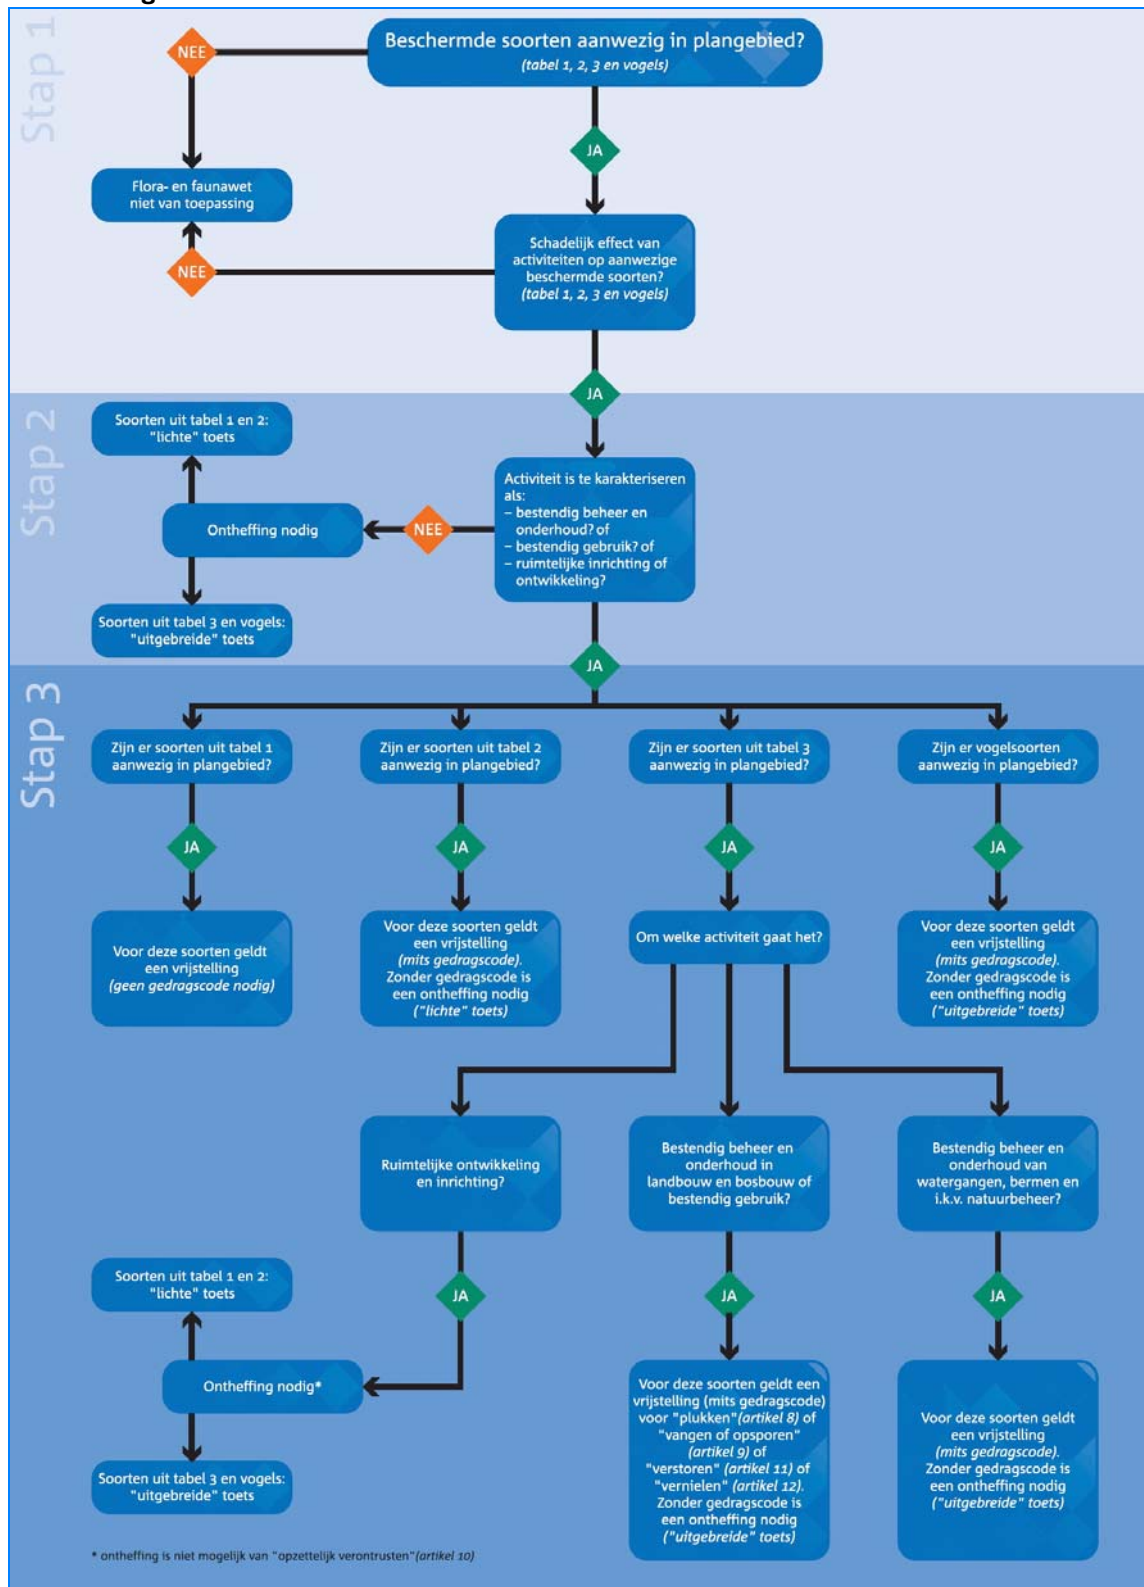 Stap 1
Beschermde soorten aanwezig in plangebied?
(tabel 1, 2, 3 en vogels)
NEE
JA
Flora- en faunawet
niet van toepassing
Schadelijk effect van
activiteiten op aanwezige
beschermde soorten?
(tabel 1, 2, 3 en vogels)
NEE
JA
Stap 2
Soorten uit tabel 1 en 2:
"lichte" toets
Activiteit is te karakteriseren
als:
– bestendig beheer en
onderhoud? of
– bestendig gebruik? of
– ruimtelijke inrichting of
ontwikkeling?
NEE
Ontheffing nodig
Soorten uit tabel 3 en vogels:
"uitgebreide" toets
JA
Stap 3
Zijn er soorten uit tabel 1
aanwezig in plangebied?
Zijn er soorten uit tabel 2
aanwezig in plangebied?
Zijn er soorten uit tabel 3
aanwezig in plangebied?
Zijn er vogelsoorten
aanwezig in plangebied?
JA
JA
JA
JA
Voor deze soorten geldt
een vrijstelling
(geen gedragscode nodig)
Voor deze soorten geldt
een vrijstelling
(mits gedragscode).
Zonder gedragscode is
een ontheffing nodig
("lichte" toets)
Om welke activiteit gaat het?
Voor deze soorten geldt
een vrijstelling
(mits gedragscode).
Zonder gedragscode is
een ontheffing nodig
("uitgebreide" toets)
Ruimtelijke ontwikkeling
en inrichting?
Bestendig beheer en
onderhoud in
landbouw en bosbouw of
bestendig gebruik?
Bestendig beheer en
onderhoud van
watergangen, bermen en
i.k.v. natuurbeheer?
JA
JA
JA
Soorten uit tabel 1 en 2:
"lichte" toets
Ontheffing nodig*
Soorten uit tabel 3 en vogels:
"uitgebreide" toets
Voor deze soorten geldt een
vrijstelling (mits gedragscode)
voor "plukken"(artikel 8) of
"vangen of opsporen"
(artikel 9) of
"verstoren" (artikel 11) of
"vernielen" (artikel 12).
Zonder gedragscode is
een ontheffing nodig
("uitgebreide" toets)
Voor deze soorten geldt
een vrijstelling
(mits gedragscode).
Zonder gedragscode is
een ontheffing nodig
("uitgebreide" toets)
* ontheffing is niet mogelijk van "opzettelijk verontrusten"(artikel 10)